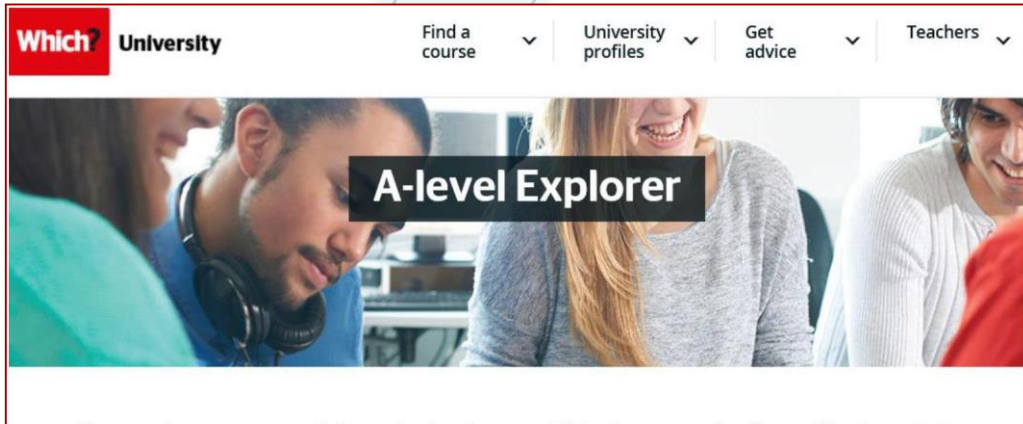 Which? University
Find a course
University profiles
Get advice
Teachers
A-level Explorer